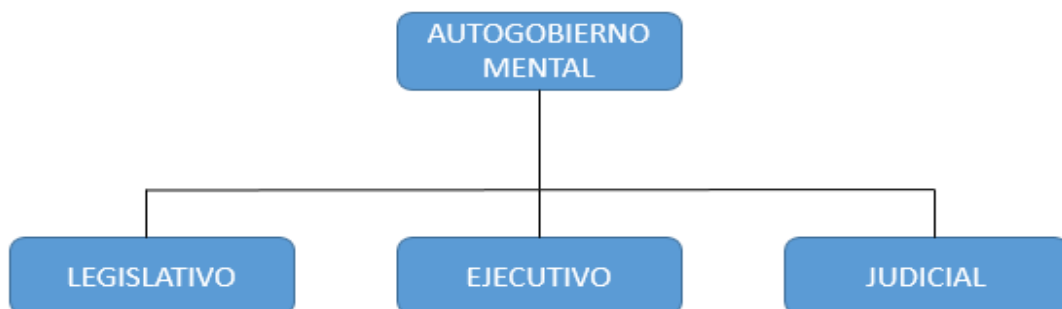 AUTOGOBIERNO
MENTAL
LEGISLATIVO
EJECUTIVO
JUDICIAL